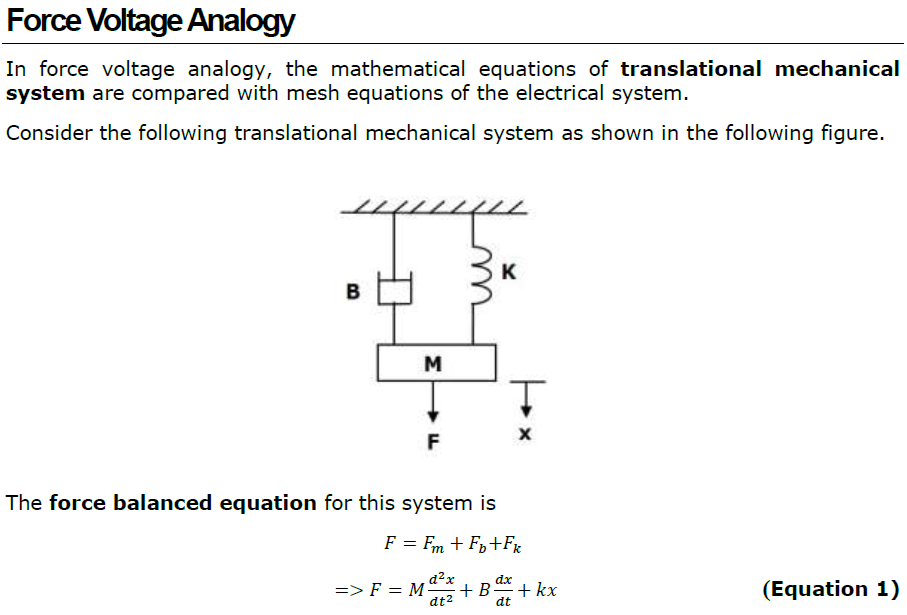 Force Voltage Analogy
In force voltage analogy, the mathematical equations of translational mechanical
system are compared with mesh equations of the electrical system.
Consider the following translational mechanical system as shown in the following figure.
K
B
M
F
x
The force balanced equation for this system is
F = Fₘ + F_b+Fₖ
=> F = M d²x/dt² + B dx/dt + kx (Equation 1)